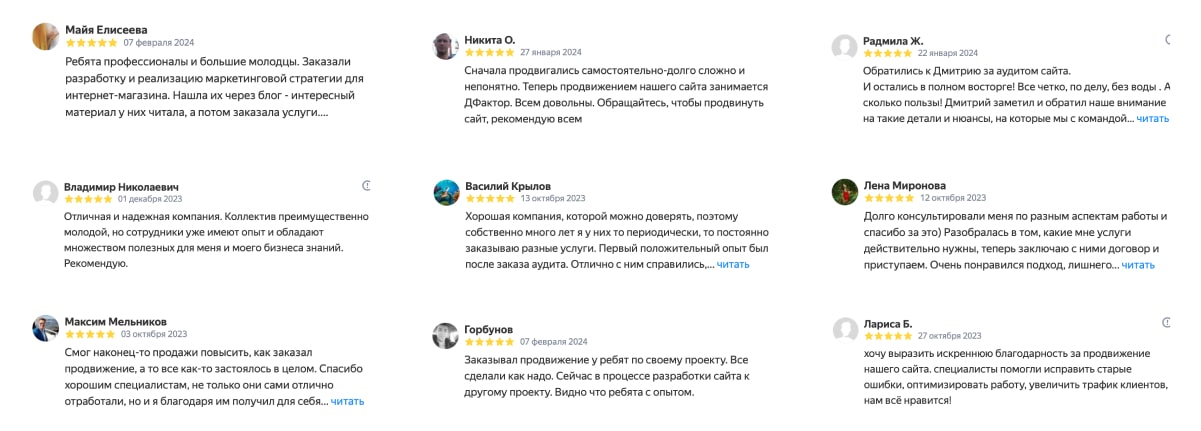 Майя Елисеева
07 февраля 2024
Ребята профессионалы и большие молодцы. Заказали
разработку и реализацию маркетинговой стратегии для
интернет-магазина. Нашла их через блог - интересный
материал у них читала, а потом заказала услуги....
Никита О.
27 января 2024
Сначала продвигались самостоятельно-долго сложно и
непонятно. Теперь продвижением нашего сайта занимается
ДФактор. Всем довольны. Обращайтесь, чтобы продвинуть
сайт, рекомендую всем
Радмила Ж.
22 января 2024
Обратились к Дмитрию за аудитом сайта.
И остались в полном восторге! Все четко, по делу, без воды . А
сколько пользы! Дмитрий заметил и обратил наше внимание
на такие детали и нюансы, на которые мы с командой... читать
Владимир Николаевич
01 декабря 2023
Отличная и надежная компания. Коллектив преимущественно
молодой, но сотрудники уже имеют опыт и обладают
множеством полезных для меня и моего бизнеса знаний.
Рекомендую.
Василий Крылов
13 октября 2023
Хорошая компания, которой можно доверять, поэтому
собственно много лет я у них то периодически, то постоянно
заказываю разные услуги. Первый положительный опыт был
после заказа аудита. Отлично с ним справились,... читать
Лена Миронова
12 октября 2023
Долго консультировали меня по разным аспектам работы и
спасибо за это) Разобралась в том, какие мне услуги
действительно нужны, теперь заключаю с ними договор и
приступаем. Очень понравился подход, лишнего... читать
Максим Мельников
03 октября 2023
Смог наконец-то продажи повысить, как заказал
продвижение, а то все как-то застоялось в целом. Спасибо
хорошим специалистам, не только они сами отлично
отработали, но и я благодаря им получил для себя... читать
Горбунов
07 февраля 2024
Заказывал продвижение у ребят по своему проекту. Все
сделали как надо. Сейчас в процессе разработки сайта к
другому проекту. Видно что ребята с опытом.
Лариса Б.
27 октября 2023
хочу выразить искреннюю благодарность за продвижение
нашего сайта. специалисты помогли исправить старые
ошибки, оптимизировать работу, увеличить трафик клиентов,
нам всё нравится!